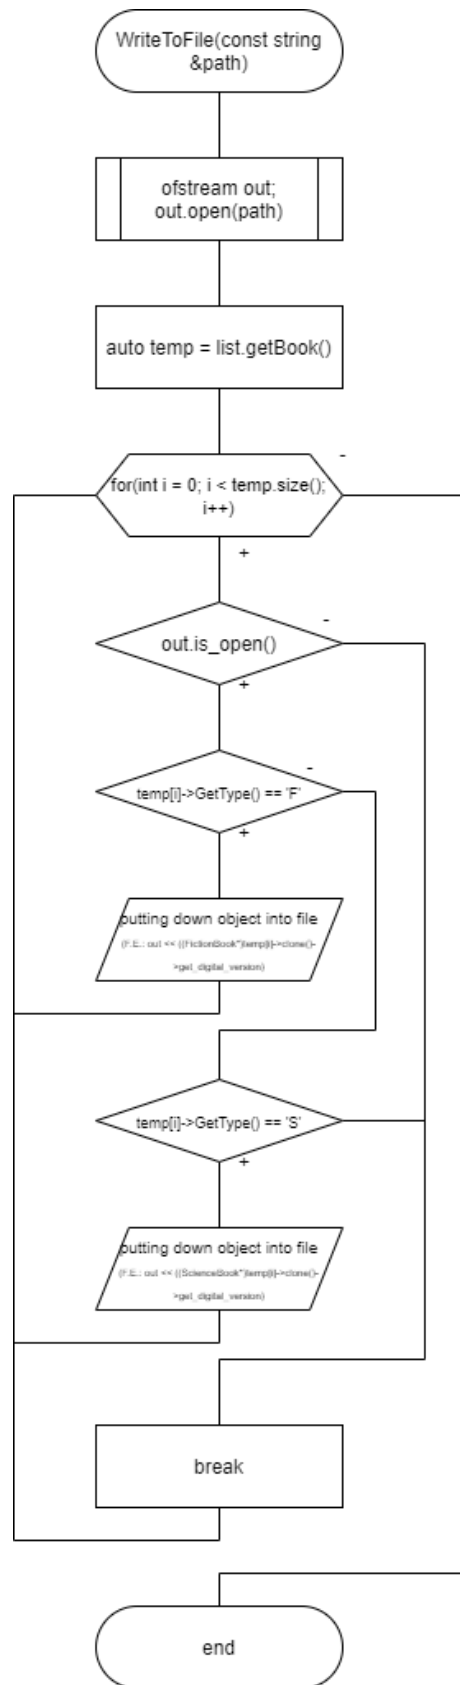 WriteToFile(const string
&path)
ofstream out;
out.open(path)
auto temp = list.getBook()
-
for(int i = 0; i < temp.size();
i++)
+
-
out.is_open()
+
-
temp[i]->GetType() == 'F'
+
putting down object into file
(F.E.: out << ((FictionBook*)temp[i]->clone()-
>get_digital_version)
temp[i]->GetType() == 'S'
+
putting down object into file
(F.E.: out << ((ScienceBook*)temp[i]->clone()-
>get_digital_version)
break
end